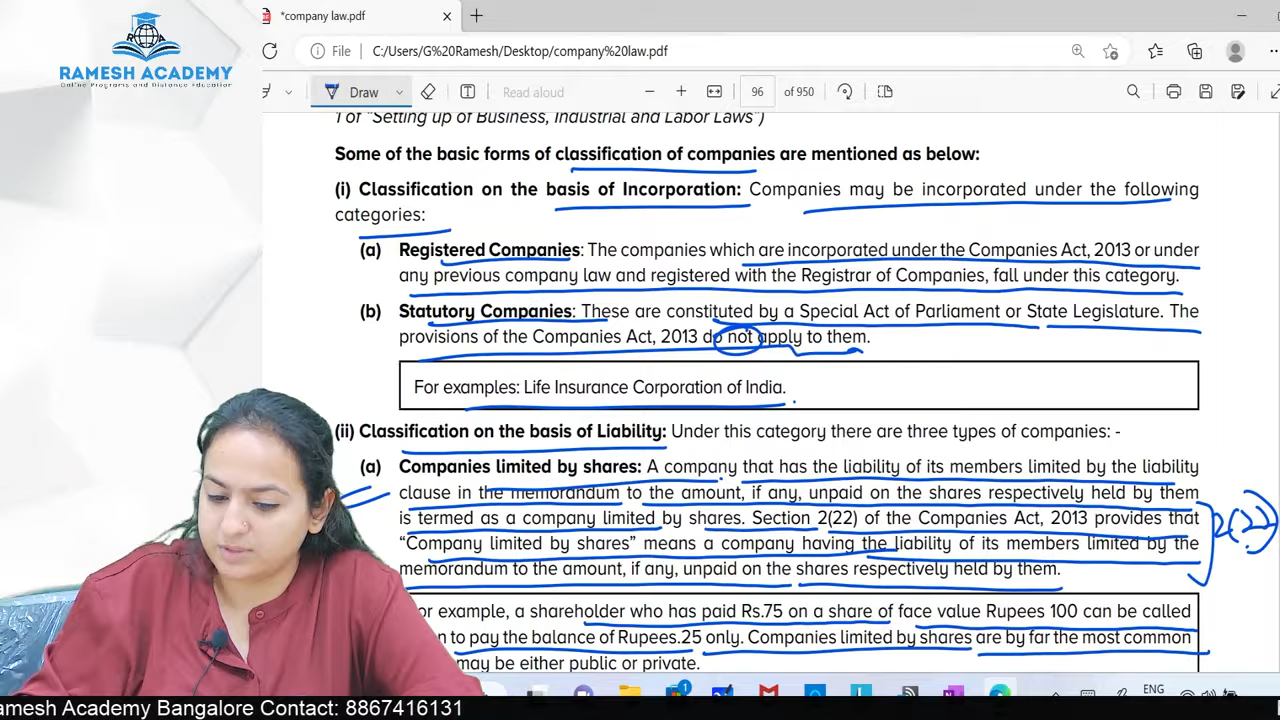 *company law.pdf
RAMESH ACADEMY
Online Programs and Distance Education
File C:/Users/G%20Ramesh/Desktop/company%20law.pdf
Draw Read aloud 96 of 950
1 of "Setting up of Business, Industrial and Labor Laws")
Some of the basic forms of classification of companies are mentioned as below:
(i) Classification on the basis of Incorporation: Companies may be incorporated under the following
categories:
(a) Registered Companies: The companies which are incorporated under the Companies Act, 2013 or under
any previous company law and registered with the Registrar of Companies, fall under this category.
(b) Statutory Companies: These are constituted by a Special Act of Parliament or State Legislature. The
provisions of the Companies Act, 2013 do not apply to them.
For examples: Life Insurance Corporation of India.
(ii) Classification on the basis of Liability: Under this category there are three types of companies: -
(a) Companies limited by shares: A company that has the liability of its members limited by the liability
clause in the memorandum to the amount, if any, unpaid on the shares respectively held by them
is termed as a company limited by shares. Section 2(22) of the Companies Act, 2013 provides that
“Company limited by shares” means a company having the liability of its members limited by the
memorandum to the amount, if any, unpaid on the shares respectively held by them.
2(22)
example, a shareholder who has paid Rs.75 on a share of face value Rupees 100 can be called
to pay the balance of Rupees.25 only. Companies limited by shares are by far the most common
may be either public or private.
ENG
amesh Academy Bangalore Contact: 8867416131